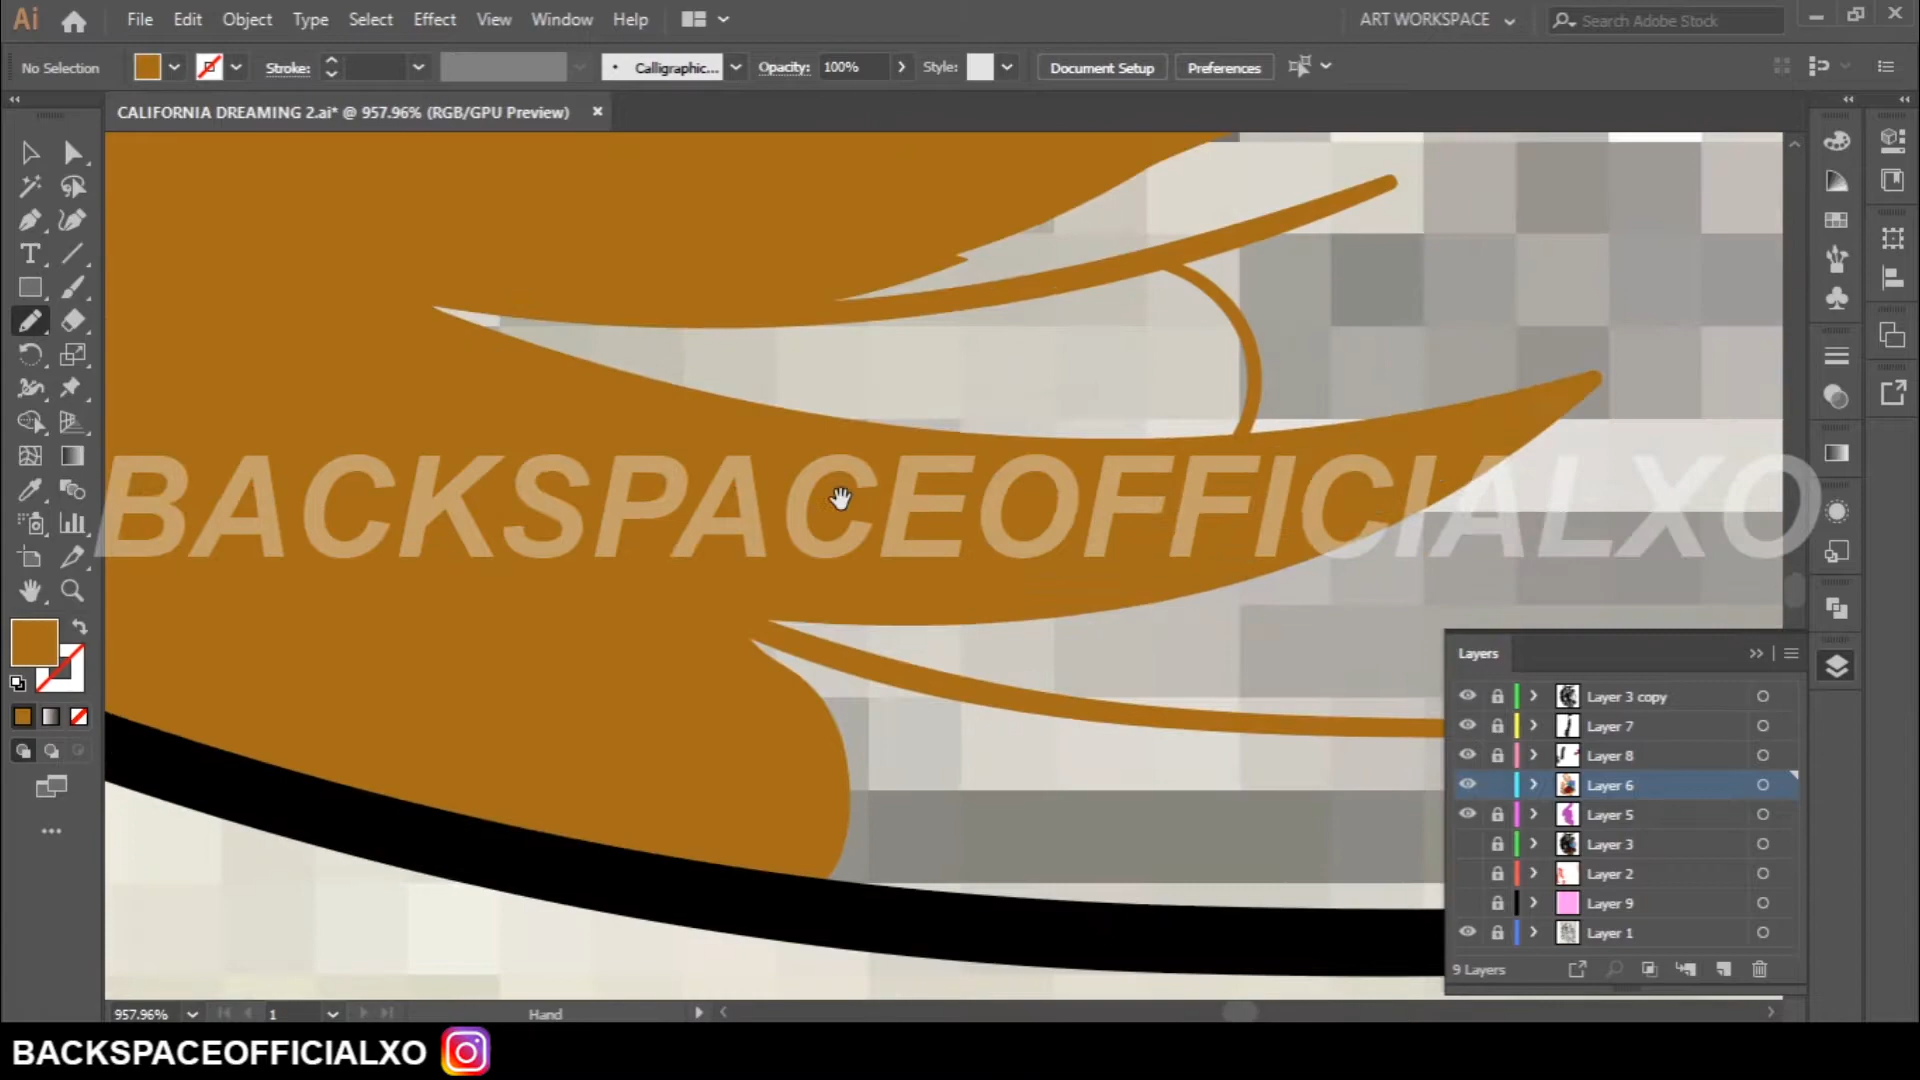 Ai File Edit Object Type Select Effect View Window Help ART WORKSPACE Search Adobe Stock
No Selection Stroke: Calligraphic... Opacity: 100% Style: Document Setup Preferences
CALIFORNIA DREAMING 2.ai* @ 957.96% (RGB/GPU Preview)
BACKSPACEOFFICIALXO
Layers
Layer 3 copy
Layer 7
Layer 8
Layer 6
Layer 5
Layer 3
Layer 2
Layer 9
Layer 1
9 Layers
957.96% 1 Hand
BACKSPACEOFFICIALXO